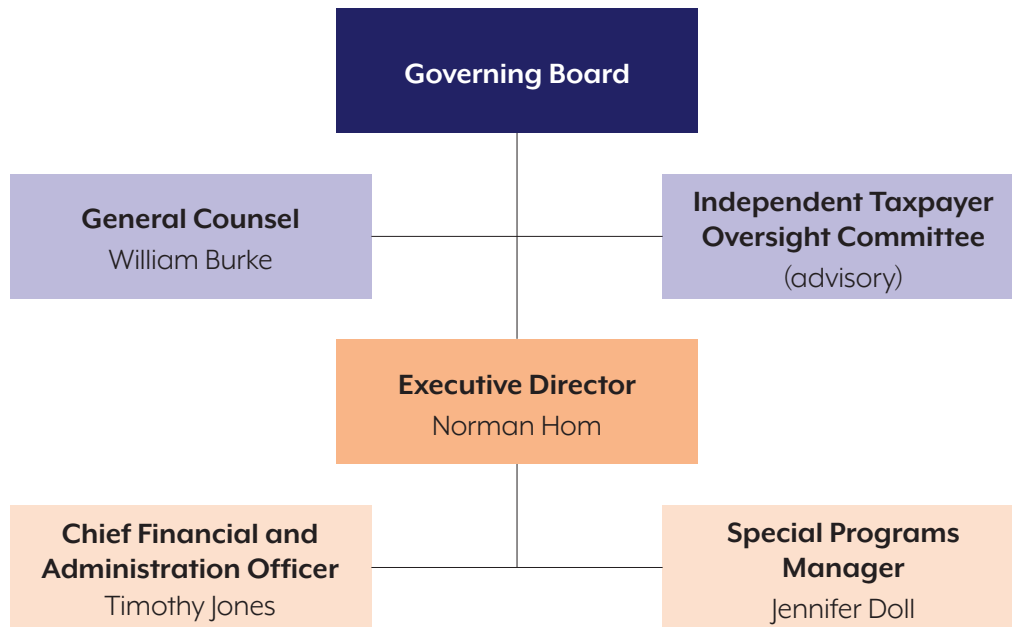 Governing Board
General Counsel
William Burke
Independent Taxpayer
Oversight Committee
(advisory)
Executive Director
Norman Hom
Chief Financial and
Administration Officer
Timothy Jones
Special Programs
Manager
Jennifer Doll